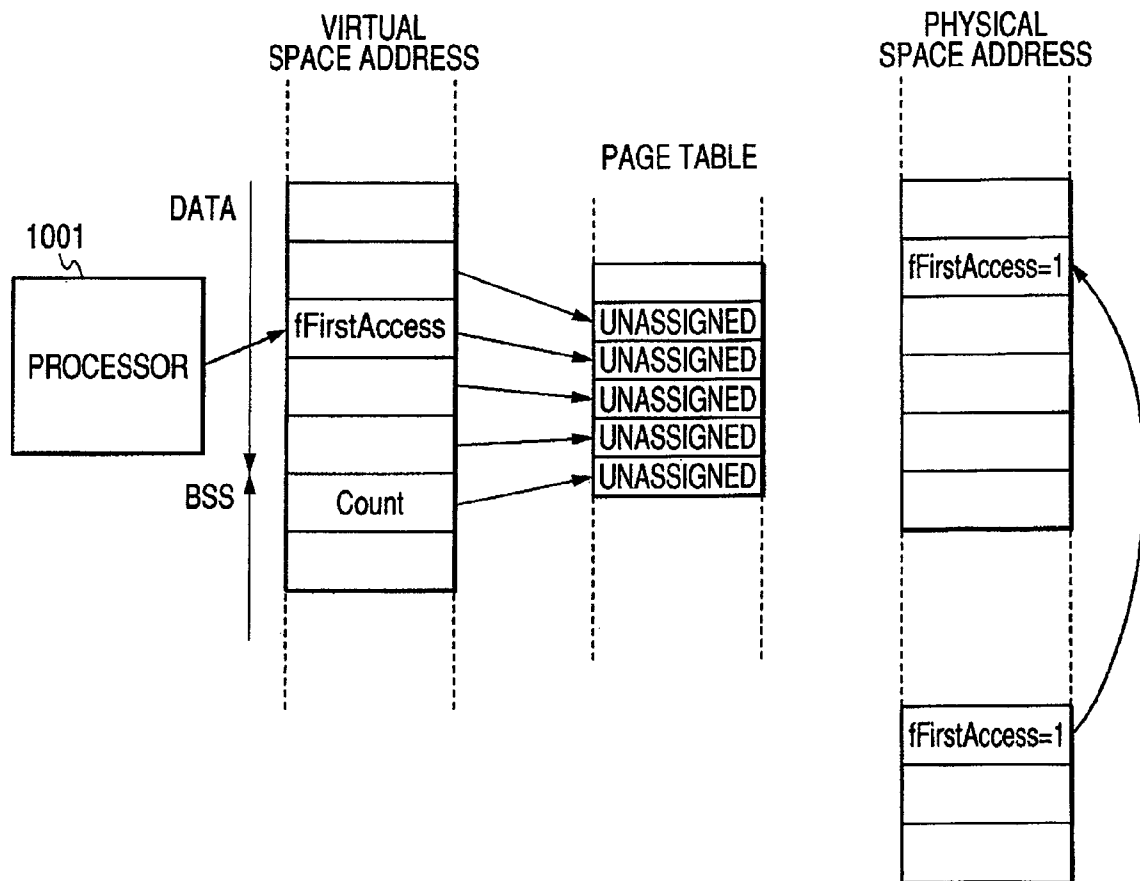 VIRTUAL
SPACE ADDRESS
PHYSICAL
SPACE ADDRESS
PAGE TABLE
DATA
1001
PROCESSOR
fFirstAccess
BSS
Count
UNASSIGNED
UNASSIGNED
UNASSIGNED
UNASSIGNED
UNASSIGNED
fFirstAccess=1
fFirstAccess=1